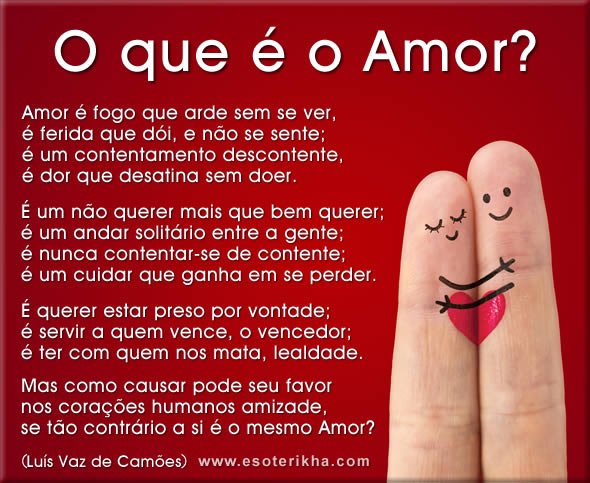 O que é o Amor?
Amor é fogo que arde sem se ver,
é ferida que dói, e não se sente;
é um contentamento descontente,
é dor que desatina sem doer.
É um não querer mais que bem querer;
é um andar solitário entre a gente;
é nunca contentar-se de contente;
é um cuidar que ganha em se perder.
É querer estar preso por vontade;
é servir a quem vence, o vencedor;
é ter com quem nos mata, lealdade.
Mas como causar pode seu favor
nos corações humanos amizade,
se tão contrário a si é o mesmo Amor?
(Luís Vaz de Camões) www.esoterikha.com